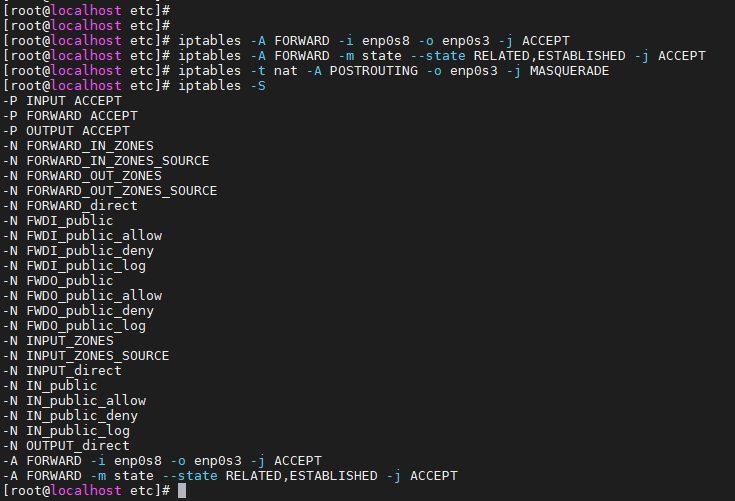 [root@localhost etc]#
[root@localhost etc]#
[root@localhost etc]# iptables -A FORWARD -i enp0s8 -o enp0s3 -j ACCEPT
[root@localhost etc]# iptables -A FORWARD -m state --state RELATED,ESTABLISHED -j ACCEPT
[root@localhost etc]# iptables -t nat -A POSTROUTING -o enp0s3 -j MASQUERADE
[root@localhost etc]# iptables -S
-P INPUT ACCEPT
-P FORWARD ACCEPT
-P OUTPUT ACCEPT
-N FORWARD_IN_ZONES
-N FORWARD_IN_ZONES_SOURCE
-N FORWARD_OUT_ZONES
-N FORWARD_OUT_ZONES_SOURCE
-N FORWARD_direct
-N FWDI_public
-N FWDI_public_allow
-N FWDI_public_deny
-N FWDI_public_log
-N FWDO_public
-N FWDO_public_allow
-N FWDO_public_deny
-N FWDO_public_log
-N INPUT_ZONES
-N INPUT_ZONES_SOURCE
-N INPUT_direct
-N IN_public
-N IN_public_allow
-N IN_public_deny
-N IN_public_log
-N OUTPUT_direct
-A FORWARD -i enp0s8 -o enp0s3 -j ACCEPT
-A FORWARD -m state --state RELATED,ESTABLISHED -j ACCEPT
[root@localhost etc]#